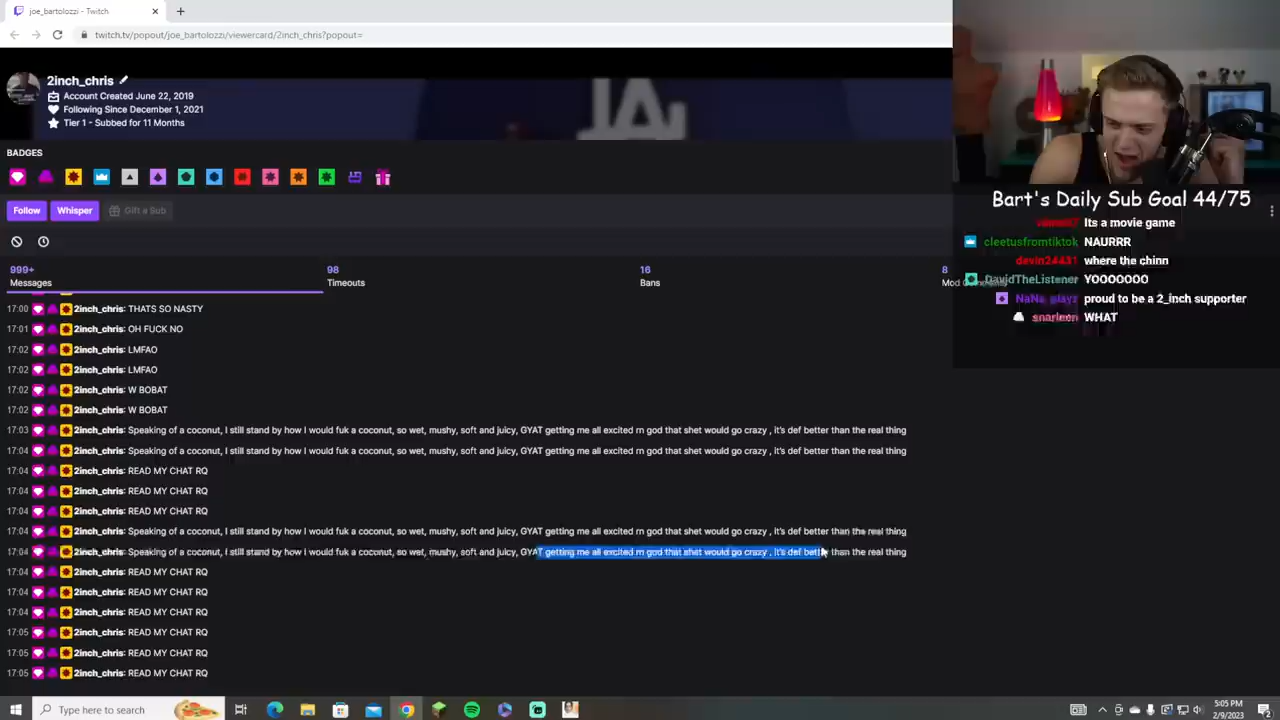 joe_bartolozzi - Twitch
twitch.tv/popout/joe_bartolozzi/viewercard/2inch_chris?popout=
2inch_chris
Account Created June 22, 2019
Following Since December 1, 2021
Tier 1 - Subbed for 11 Months
LA
BADGES
Follow Whisper Gift a Sub
999+ 98 16 8
Messages Timeouts Bans
17:00 2inch_chris: THATS SO NASTY
17:01 2inch_chris: OH FUCK NO
17:02 2inch_chris: LMFAO
17:02 2inch_chris: LMFAO
17:02 2inch_chris: W BOBAT
17:02 2inch_chris: W BOBAT
17:03 2inch_chris: Speaking of a coconut, I still stand by how I would fuk a coconut, so wet, mushy, soft and juicy, GYAT getting me all excited rn god that shet would go crazy , it's def better than the real thing
17:04 2inch_chris: Speaking of a coconut, I still stand by how I would fuk a coconut, so wet, mushy, soft and juicy, GYAT getting me all excited rn god that shet would go crazy , it's def better than the real thing
17:04 2inch_chris: READ MY CHAT RQ
17:04 2inch_chris: READ MY CHAT RQ
17:04 2inch_chris: READ MY CHAT RQ
17:04 2inch_chris: Speaking of a coconut, I still stand by how I would fuk a coconut, so wet, mushy, soft and juicy, GYAT getting me all excited rn god that shet would go crazy , it's def better than the real thing
17:04 2inch_chris: Speaking of a coconut, I still stand by how I would fuk a coconut, so wet, mushy, soft and juicy, GYAT getting me all excited rn god that shet would go crazy , it's def better than the real thing
17:04 2inch_chris: READ MY CHAT RQ
17:04 2inch_chris: READ MY CHAT RQ
17:04 2inch_chris: READ MY CHAT RQ
17:05 2inch_chris: READ MY CHAT RQ
17:05 2inch_chris: READ MY CHAT RQ
17:05 2inch_chris: READ MY CHAT RQ
Bart's Daily Sub Goal 44/75
Its a movie game
cleetusfromtiktok NAURRR
devin24431 where the chinn
DavidTheListener YOOOOOOO
NaNa_playz proud to be a 2_inch supporter
WHAT
Type here to search
5:05 PM
2/9/2023